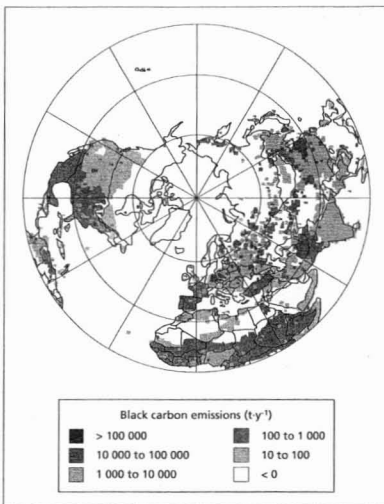 Black carbon emissions (t·y⁻¹)
> 100 000
100 to 1 000
10 000 to 100 000
10 to 100
1 000 to 10 000
< 0